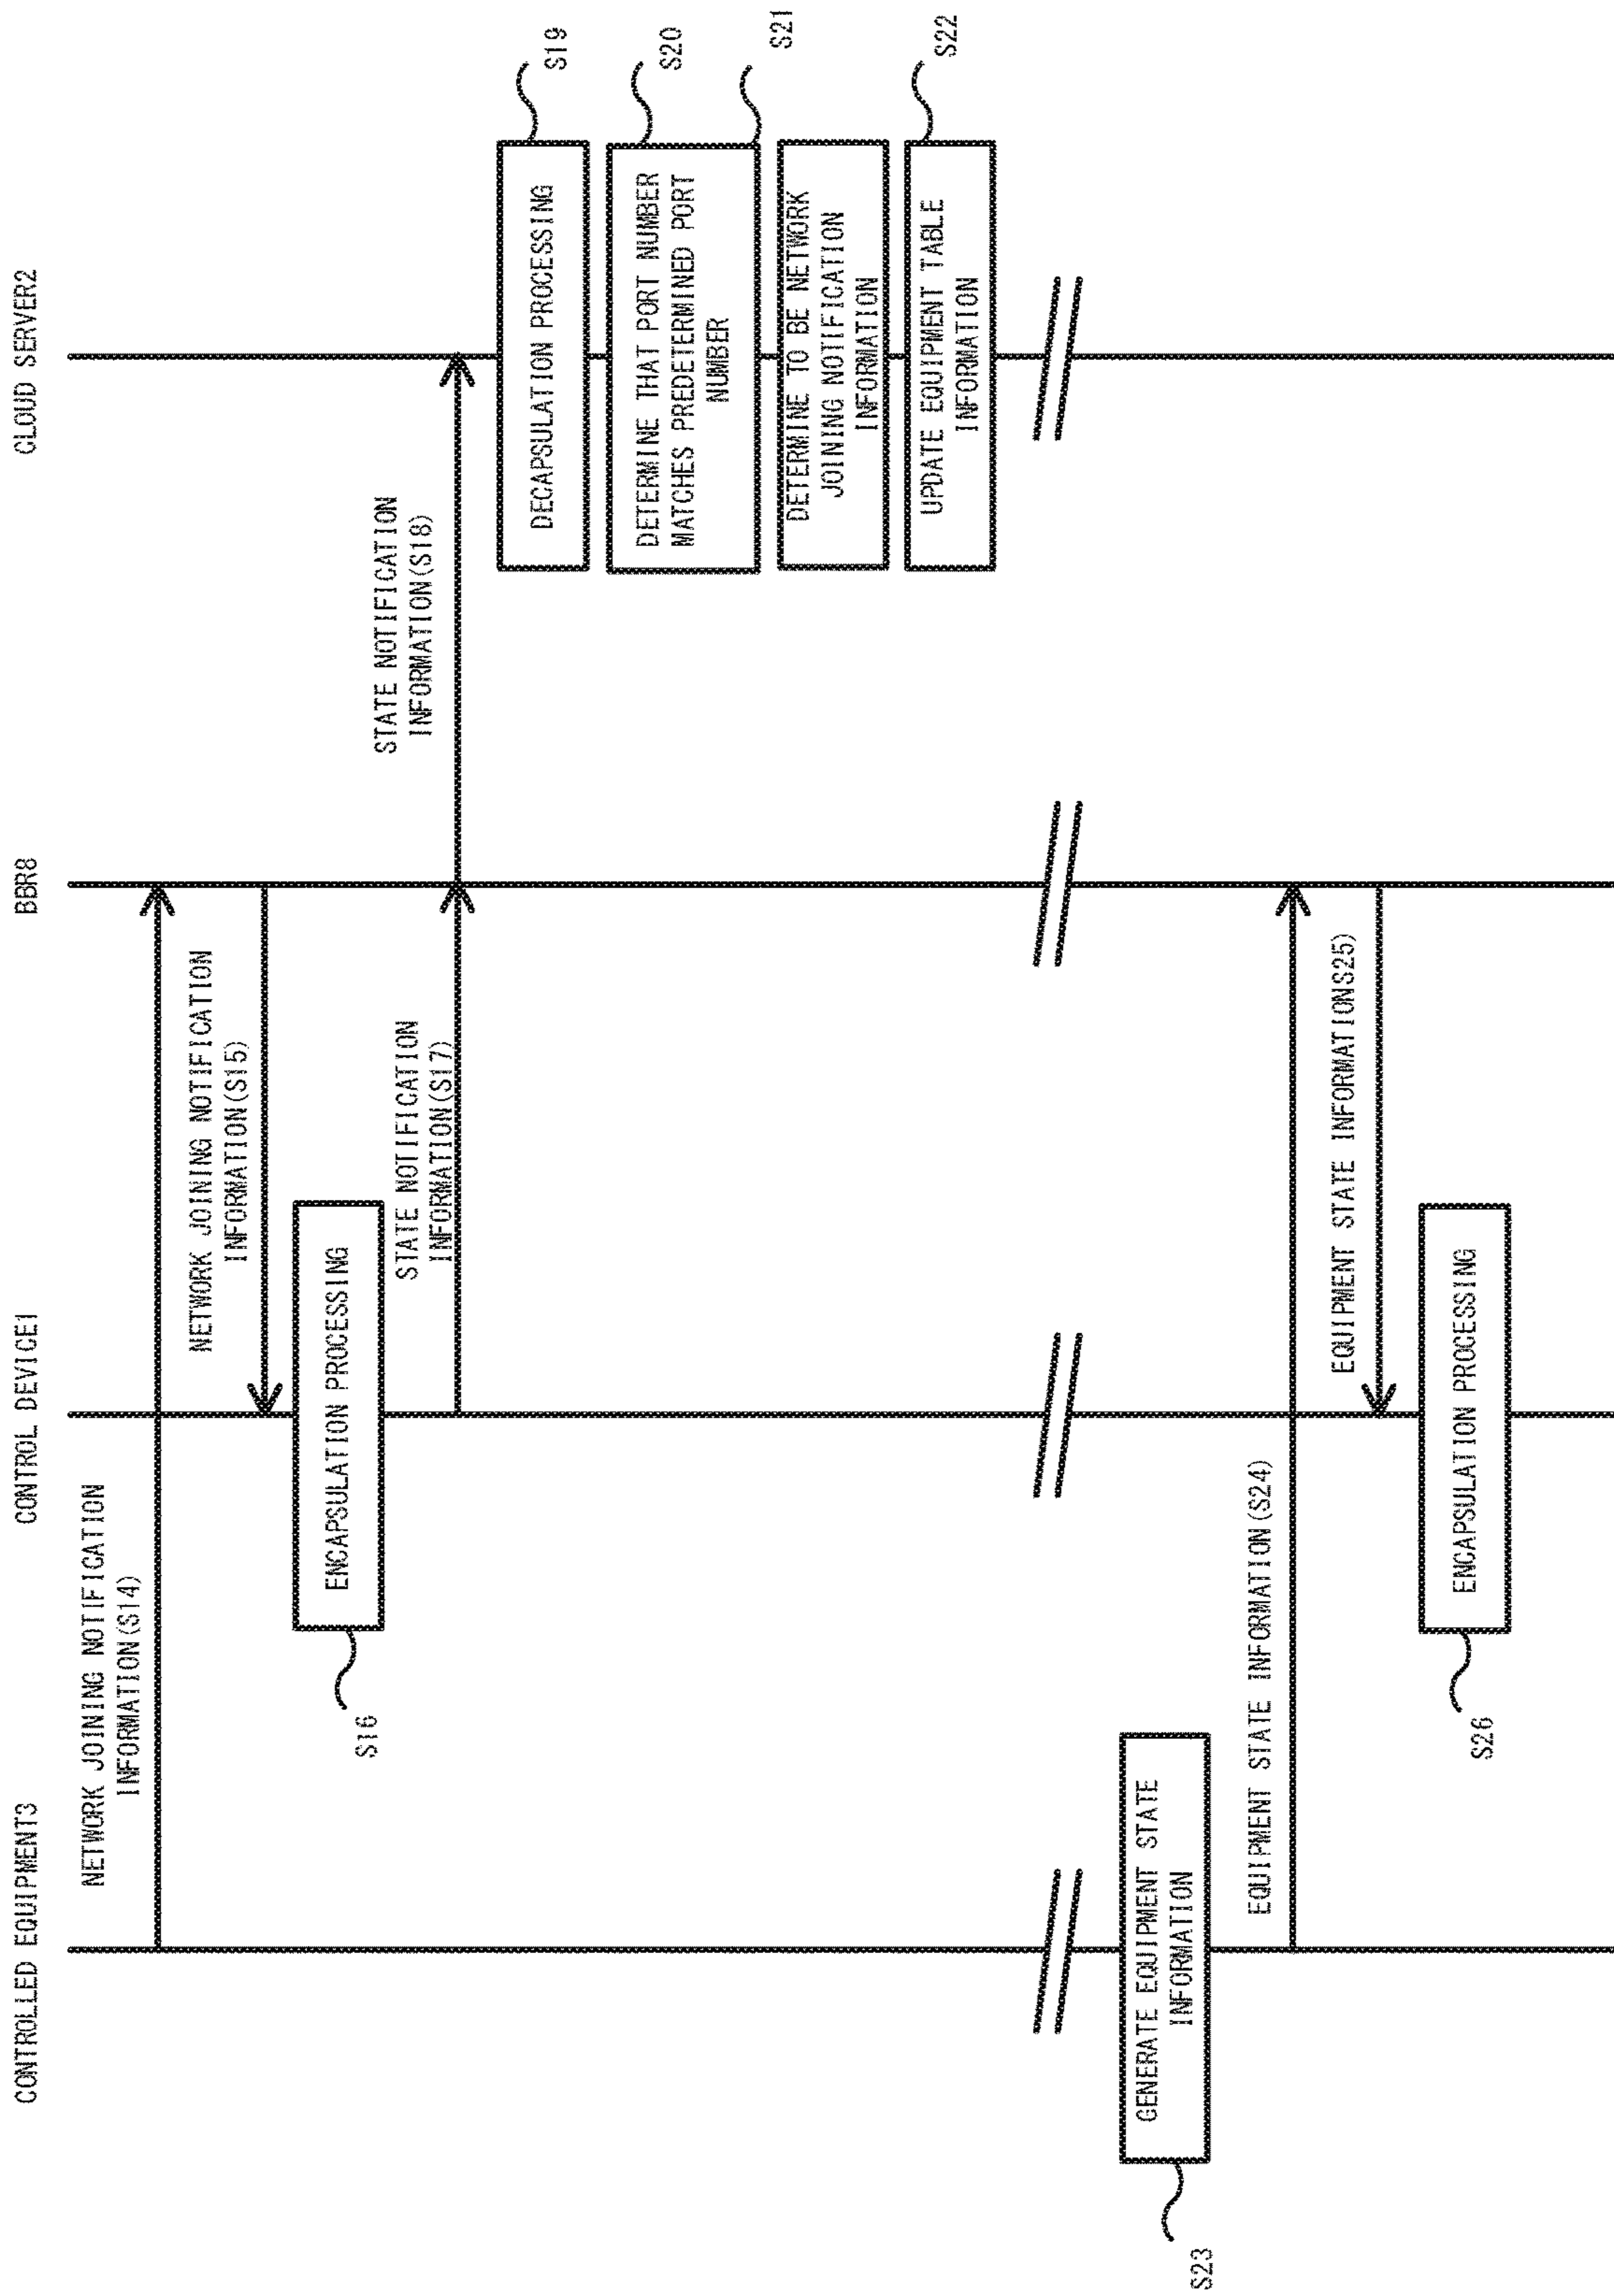 CONTROLLED EQUIPMENT3
CONTROL DEVICE1
BBR8
CLOUD SERVER2
NETWORK JOINING NOTIFICATION
INFORMATION(S14)
NETWORK JOINING NOTIFICATION
INFORMATION(S15)
ENCAPSULATION PROCESSING
S16
STATE NOTIFICATION
INFORMATION(S17)
STATE NOTIFICATION
INFORMATION(S18)
DECAPSULATION PROCESSING
S19
DETERMINE THAT PORT NUMBER
MATCHES PREDETERMINED PORT
NUMBER
S20
DETERMINE TO BE NETWORK
JOINING NOTIFICATION
INFORMATION
S21
UPDATE EQUIPMENT TABLE
INFORMATION
S22
GENERATE EQUIPMENT STATE
INFORMATION
S23
EQUIPMENT STATE INFORMATION(S24)
EQUIPMENT STATE INFORMATIONS25)
ENCAPSULATION PROCESSING
S26